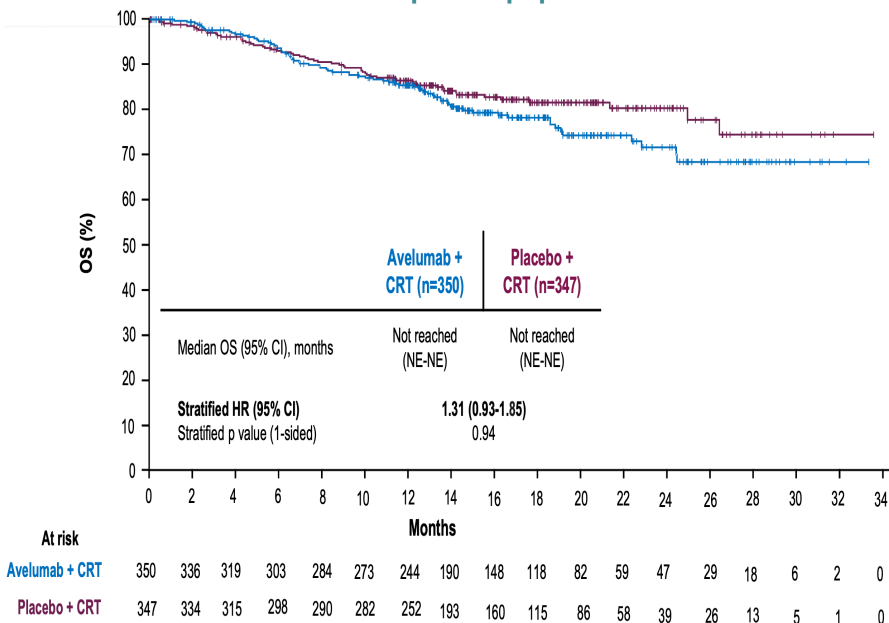 100
90
80
70
60
50
40
30
20
10
0
OS (%)
Avelumab + CRT (n=350)
Placebo + CRT (n=347)
Median OS (95% CI), months
Not reached (NE-NE)
Not reached (NE-NE)
Stratified HR (95% CI) 1.31 (0.93-1.85)
Stratified p value (1-sided) 0.94
0 2 4 6 8 10 12 14 16 18 20 22 24 26 28 30 32 34
Months
At risk
Avelumab + CRT 350 336 319 303 284 273 244 190 148 118 82 59 47 29 18 6 2 0
Placebo + CRT 347 334 315 298 290 282 252 193 160 115 86 58 39 26 13 5 1 0